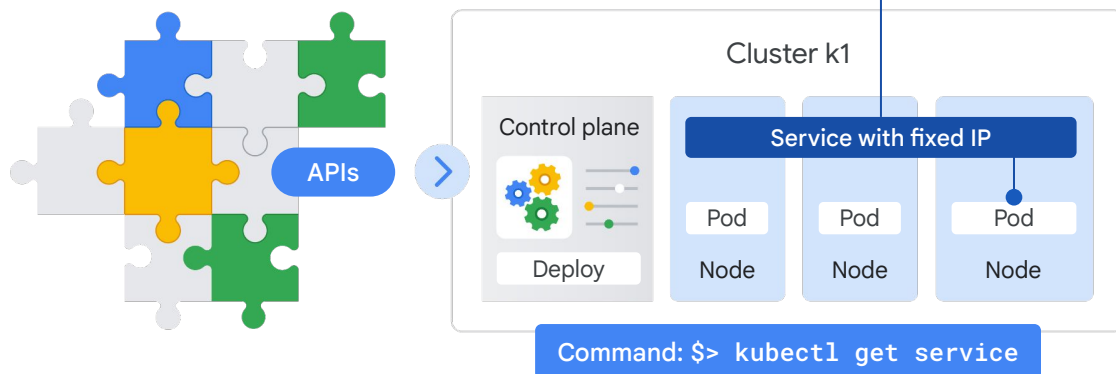 Cluster k1
Control plane
Service with fixed IP
APIs
Pod
Pod
Pod
Deploy
Node
Node
Node
Command: $> kubectl get service